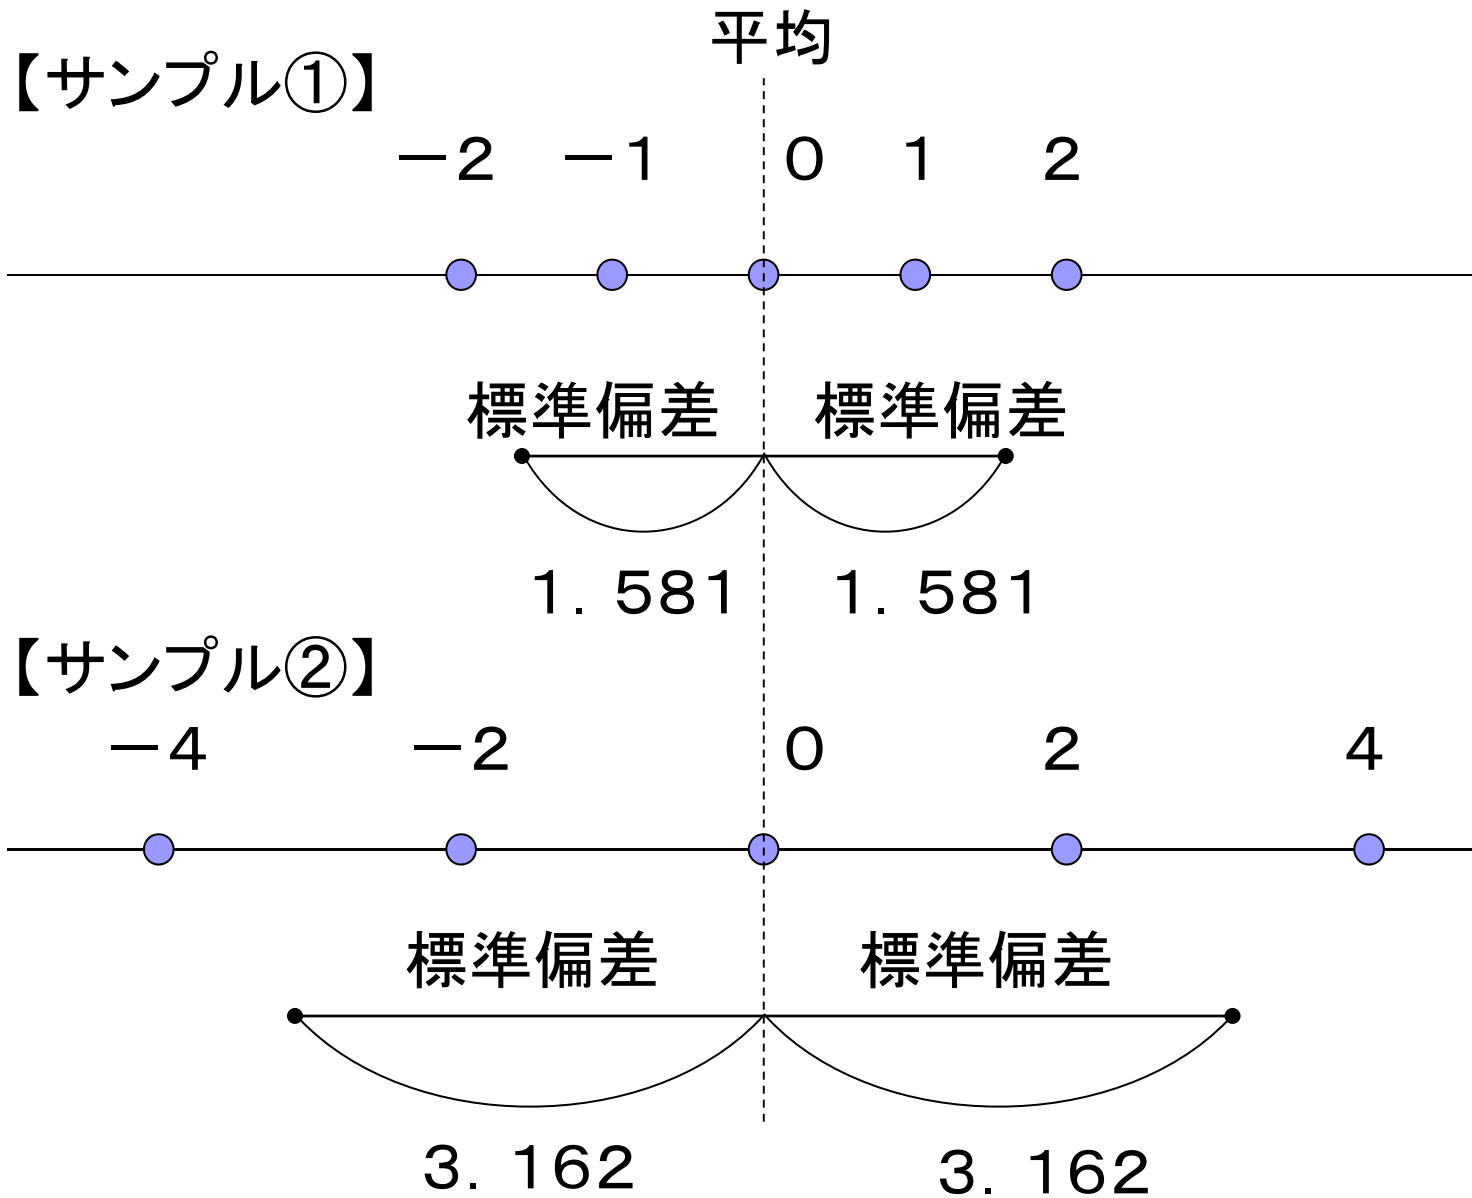 平均
【サンプル①】
－2 －1 0 1 2
標準偏差 標準偏差
1．581 1．581
【サンプル②】
－4 －2 0 2 4
標準偏差 標準偏差
3．162 3．162